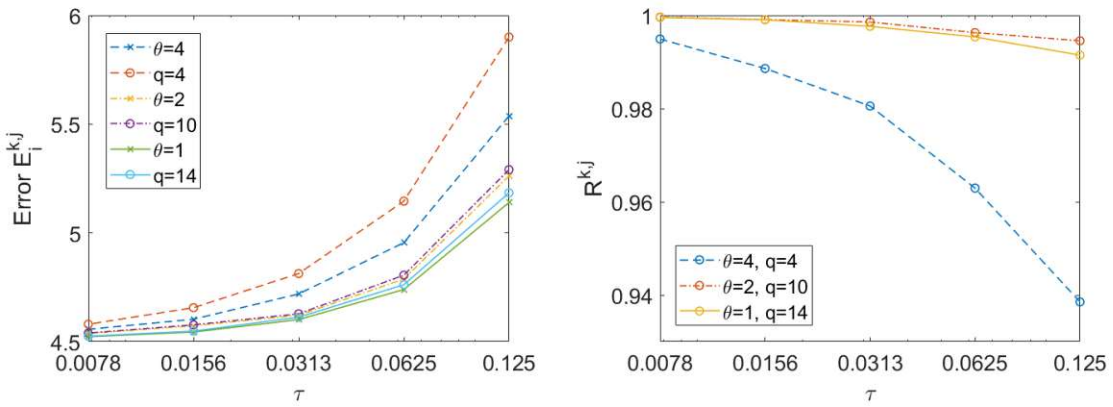 6
5.5
5
4.5
Error E_i^{k,j}
θ=4
q=4
θ=2
q=10
θ=1
q=14
0.0078 0.0156 0.0313 0.0625 0.125
τ
1
0.98
0.96
0.94
R^{k,j}
θ=4, q=4
θ=2, q=10
θ=1, q=14
0.0078 0.0156 0.0313 0.0625 0.125
τ